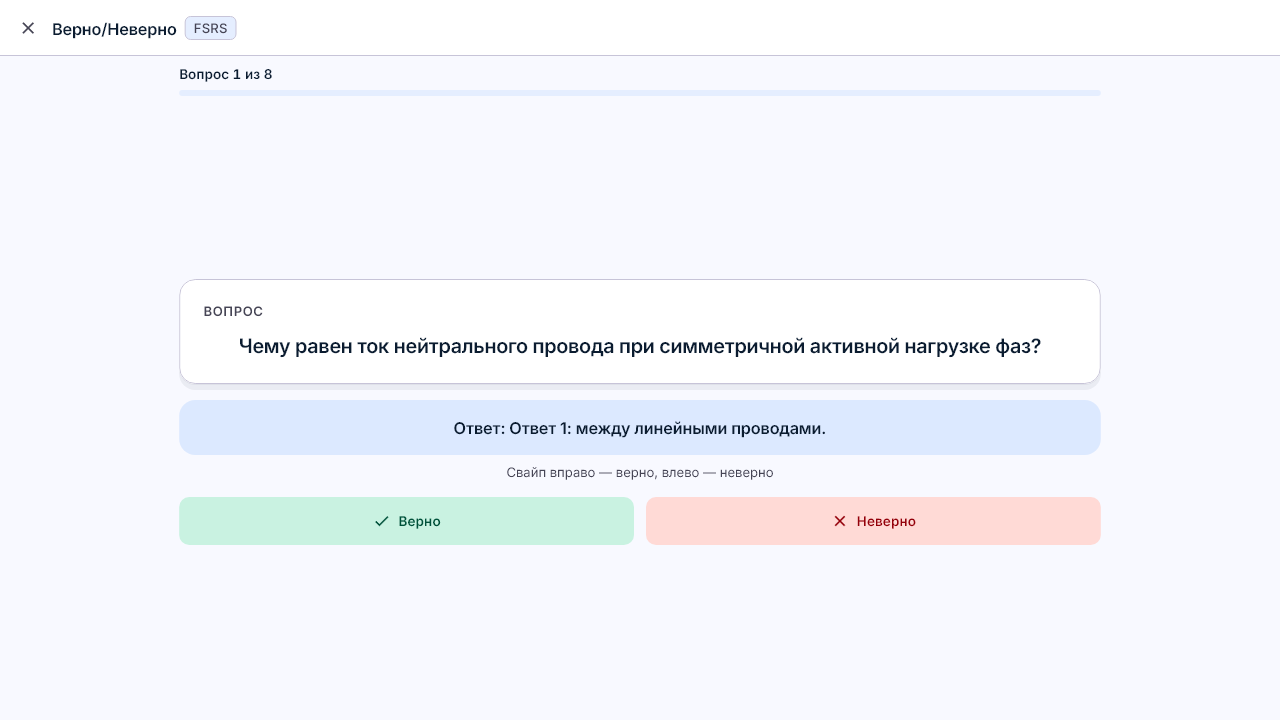 Верно/Неверно FSRS
Вопрос 1 из 8
ВОПРОС
Чему равен ток нейтрального провода при симметричной активной нагрузке фаз?
Ответ: Ответ 1: между линейными проводами.
Свайп вправо — верно, влево — неверно
Верно
Неверно